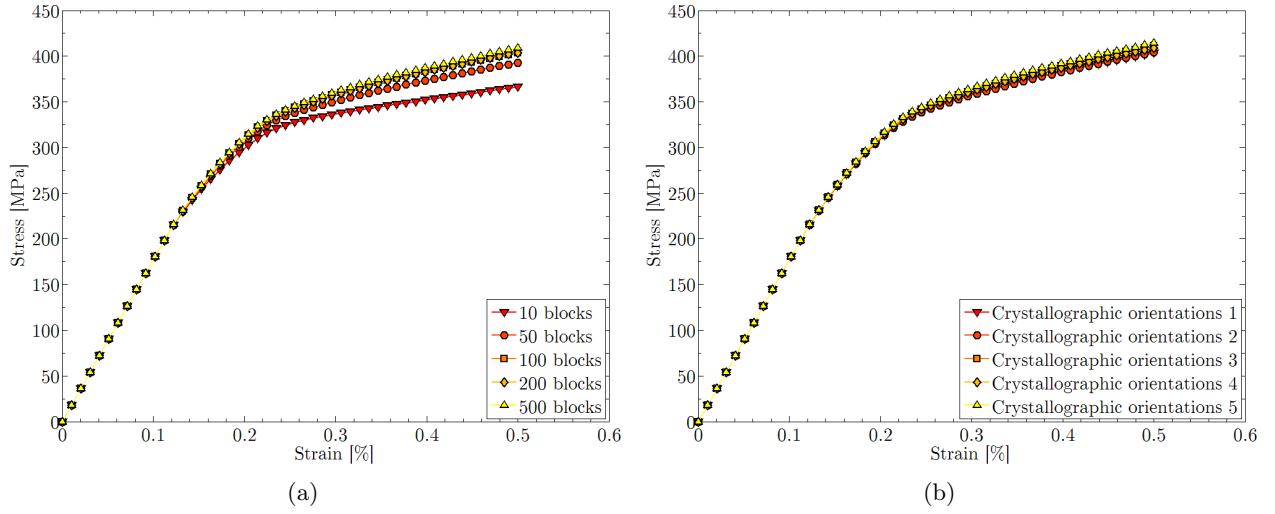 450
400
350
300
250
200
150
100
50
0
Stress [MPa]
0 0.1 0.2 0.3 0.4 0.5 0.6
Strain [%]
10 blocks
50 blocks
100 blocks
200 blocks
500 blocks
(a)
450
400
350
300
250
200
150
100
50
0
Stress [MPa]
0 0.1 0.2 0.3 0.4 0.5 0.6
Strain [%]
Crystallographic orientations 1
Crystallographic orientations 2
Crystallographic orientations 3
Crystallographic orientations 4
Crystallographic orientations 5
(b)